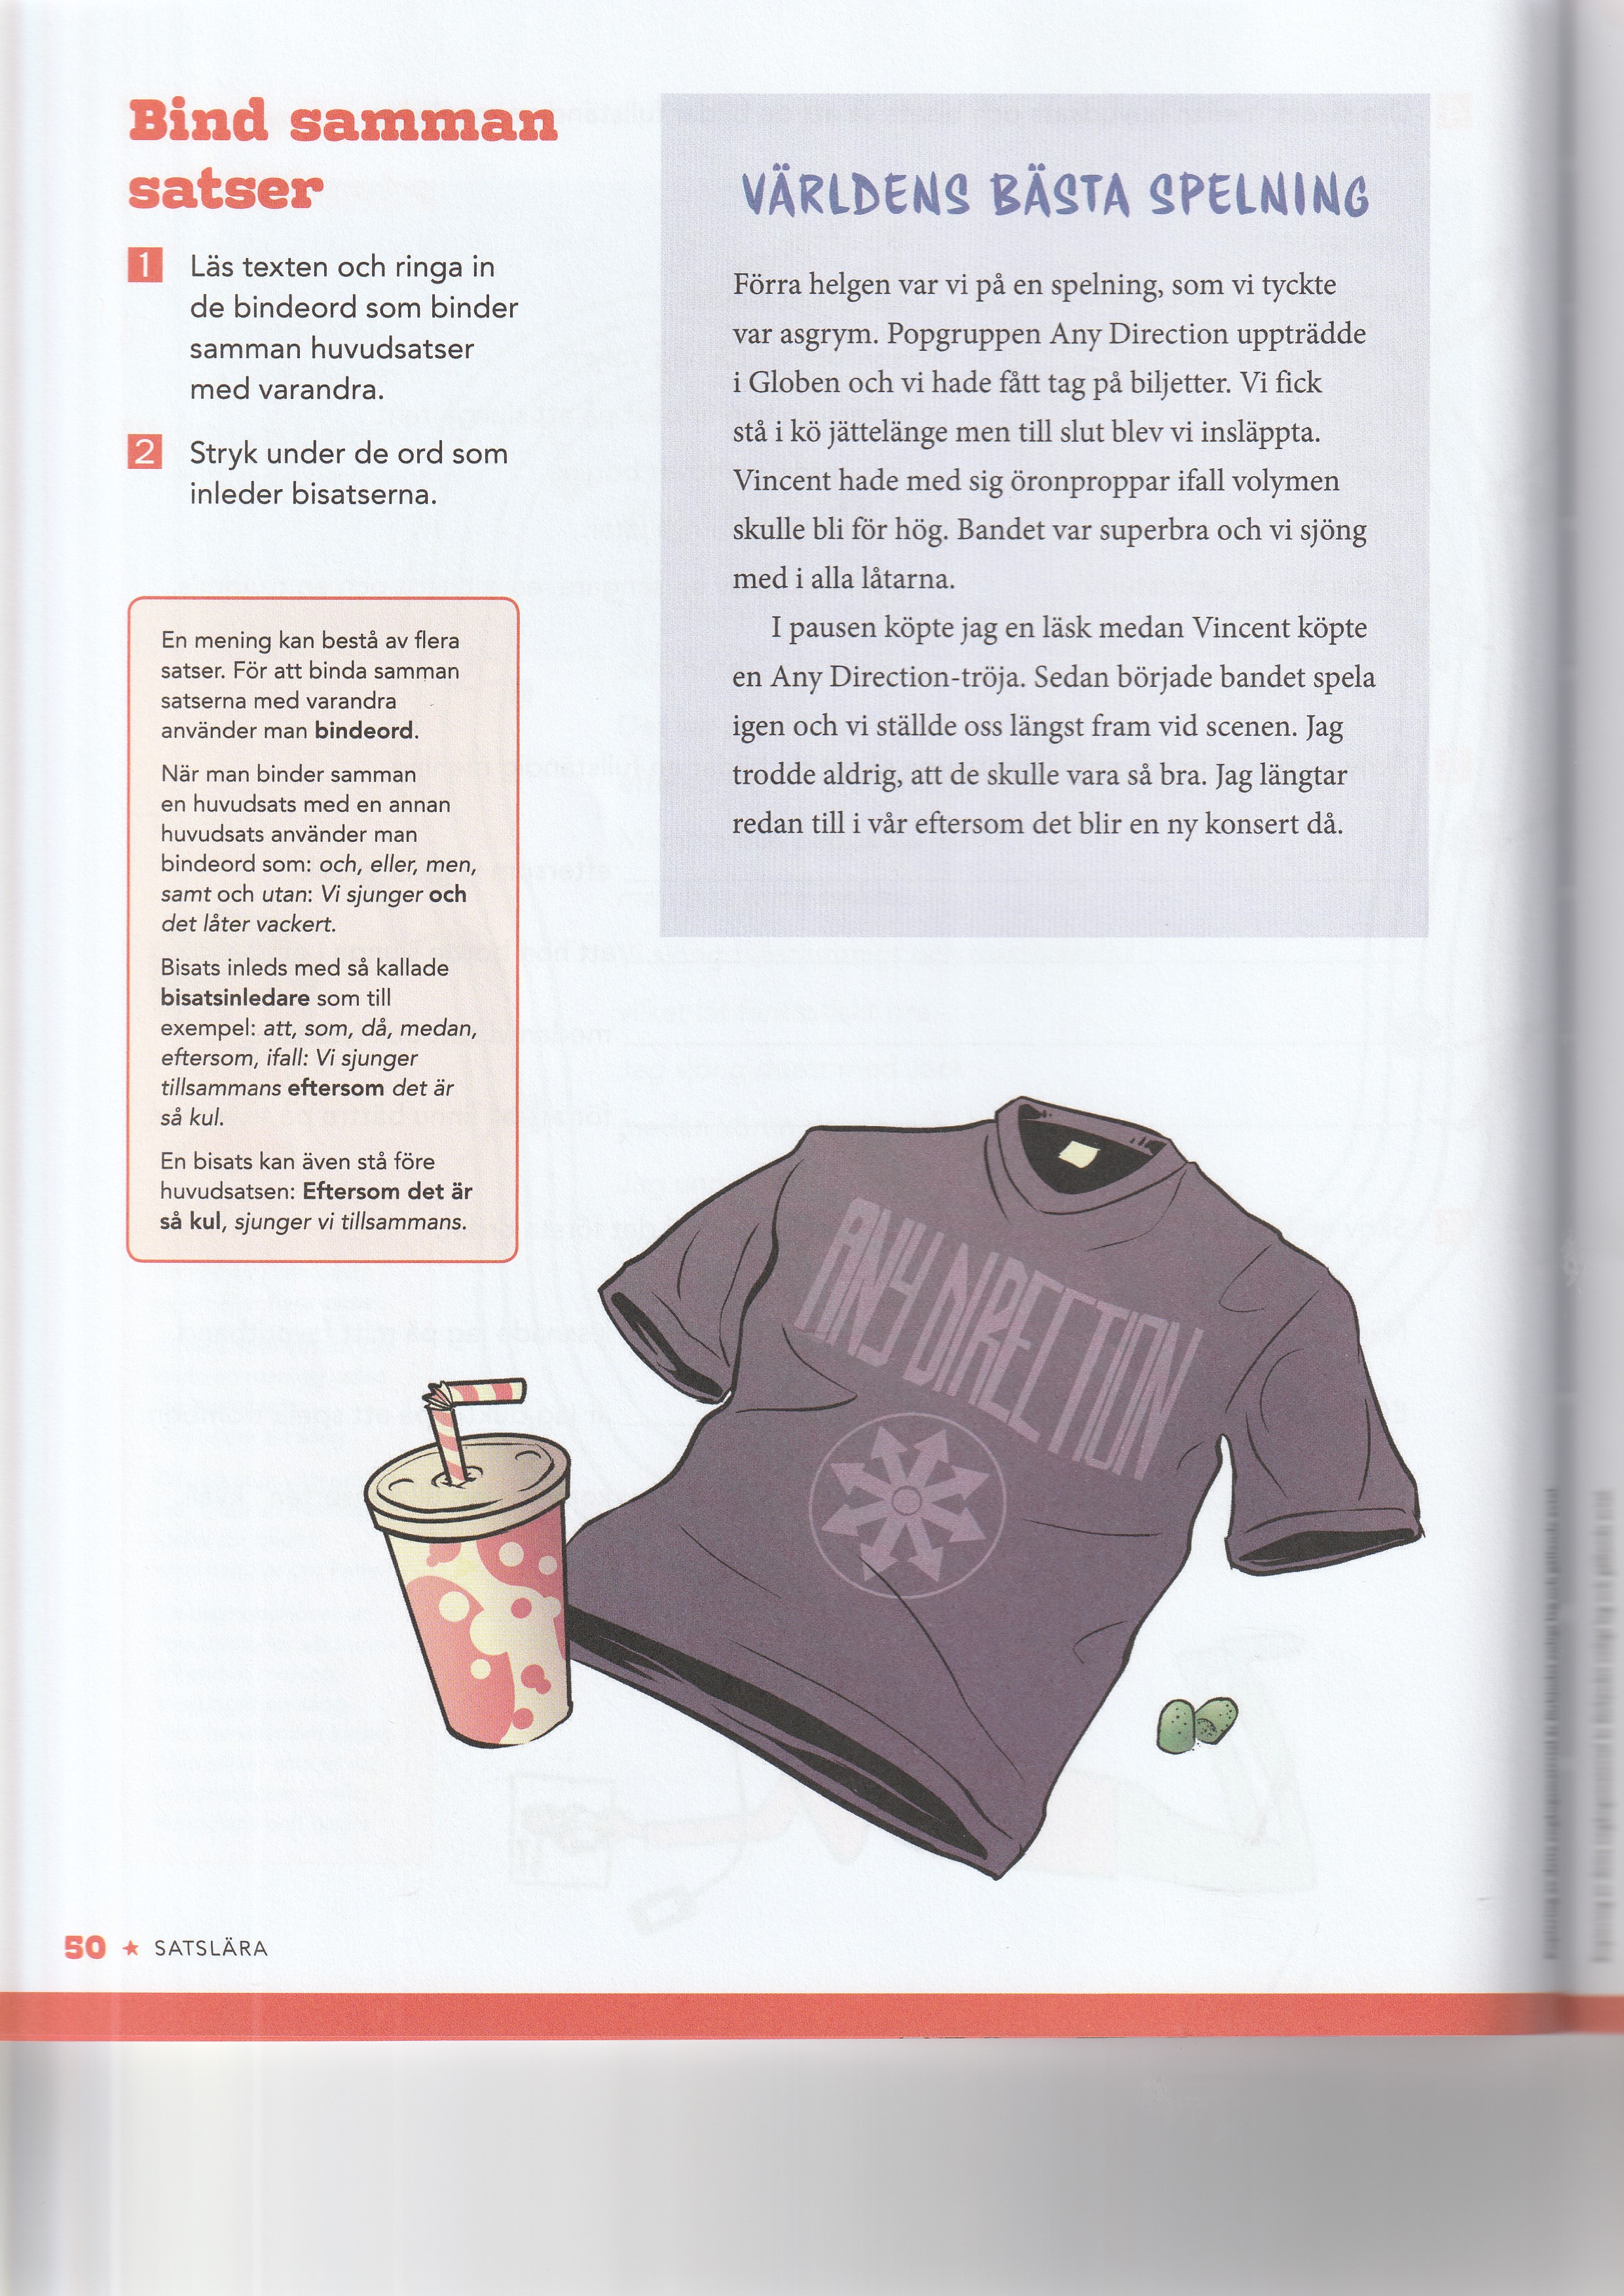 Bind samman
satser
1 Läs texten och ringa in
de bindeord som binder
samman huvudsatser
med varandra.
2 Stryk under de ord som
inleder bisatserna.
En mening kan bestå av flera
satser. För att binda samman
satserna med varandra
använder man bindeord.
När man binder samman
en huvudsats med en annan
huvudsats använder man
bindeord som: och, eller, men,
samt och utan: Vi sjunger och
det låter vackert.
Bisats inleds med så kallade
bisatsinledare som till
exempel: att, som, då, medan,
eftersom, ifall: Vi sjunger
tillsammans eftersom det är
så kul.
En bisats kan även stå före
huvudsatsen: Eftersom det är
så kul, sjunger vi tillsammans.
VÄRLDENS BÄSTA SPELNING
Förra helgen var vi på en spelning, som vi tyckte
var asgrym. Popgruppen Any Direction uppträdde
i Globen och vi hade fått tag på biljetter. Vi fick
stå i kö jättelänge men till slut blev vi insläppta.
Vincent hade med sig öronproppar ifall volymen
skulle bli för hög. Bandet var superbra och vi sjöng
med i alla låtarna.
I pausen köpte jag en läsk medan Vincent köpte
en Any Direction-tröja. Sedan började bandet spela
igen och vi ställde oss längst fram vid scenen. Jag
trodde aldrig, att de skulle vara så bra. Jag längtar
redan till i vår eftersom det blir en ny konsert då.
ANY DIRECTION
50 ★ SATSLÄRA